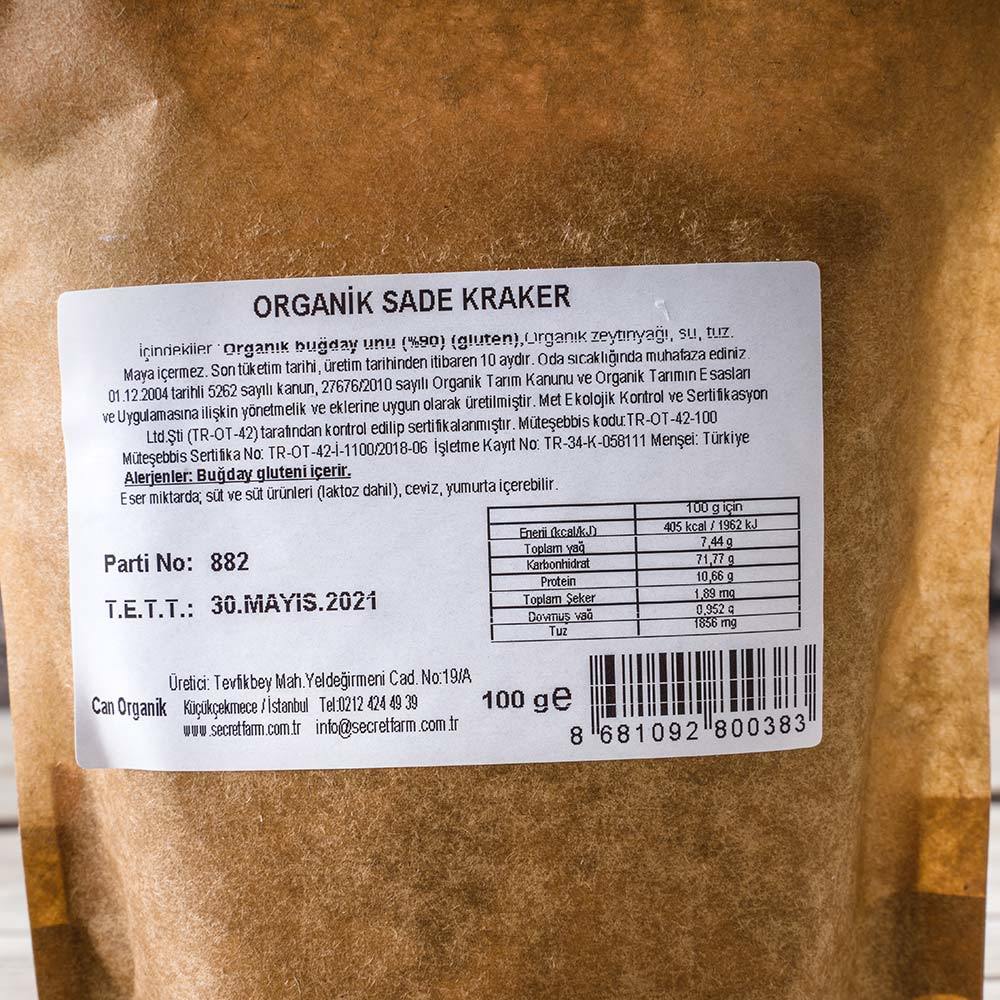 ORGANİK SADE KRAKER
İçindekiler : Organik buğday unu (%90) (gluten),Organik zeytinyağı, su, tuz.
Maya içermez. Son tüketim tarihi, üretim tarihinden itibaren 10 aydır. Oda sıcaklığında muhafaza ediniz.
01.12.2004 tarihli 5262 sayılı kanun, 27676/2010 sayılı Organik Tarım Kanunu ve Organik Tarımın Esasları
ve Uygulamasına ilişkin yönetmelik ve eklerine uygun olarak üretilmiştir. Met Ekolojik Kontrol ve Sertifikasyon
Ltd.Şti (TR-OT-42) tarafından kontrol edilip sertifikalanmıştır. Müteşebbis kodu:TR-OT-42-100
Müteşebbis Sertifika No: TR-OT-42-İ-1100/2018-06 İşletme Kayıt No: TR-34-K-058111 Menşei: Türkiye
Alerjenler: Buğday gluteni içerir.
Eser miktarda; süt ve süt ürünleri (laktoz dahil), ceviz, yumurta içerebilir.
100 g için
Enerji (kcal/kJ) 405 kcal / 1962 kJ
Toplam yağ 7,44 g
Karbonhidrat 71,77 g
Protein 10,66 g
Toplam Şeker 1,89 mg
Doymuş yağ 0,952 g
Tuz 1856 mg
Parti No: 882
T.E.T.T.: 30.MAYIS.2021
Üretici: Tevfikbey Mah.Yeldeğirmeni Cad. No:19/A
Can Organik Küçükçekmece / İstanbul Tel:0212 424 49 39
www.secretfarm.com.tr info@secretfarm.com.tr
100 g e
8 681092 800383